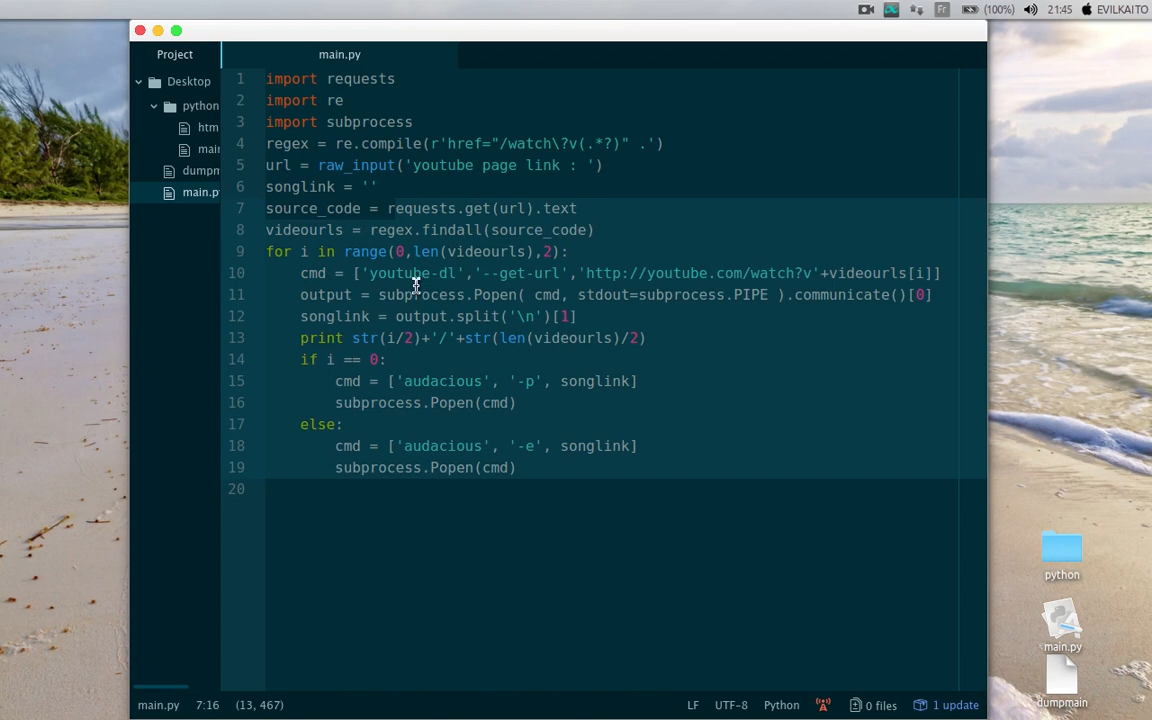 Fr (100%) 21:45 EVILKAITO
Project main.py
Desktop
python
htm
main
dumpm
main.py
1 import requests
2 import re
3 import subprocess
4 regex = re.compile(r'href="/watch\?v(.*?)" .')
5 url = raw_input('youtube page link : ')
6 songlink = ''
7 source_code = requests.get(url).text
8 videourls = regex.findall(source_code)
9 for i in range(0,len(videourls),2):
10 cmd = ['youtube-dl','--get-url','http://youtube.com/watch?v'+videourls[i]]
11 output = subprocess.Popen( cmd, stdout=subprocess.PIPE ).communicate()[0]
12 songlink = output.split('\n')[1]
13 print str(i/2)+'/'+str(len(videourls)/2)
14 if i == 0:
15 cmd = ['audacious', '-p', songlink]
16 subprocess.Popen(cmd)
17 else:
18 cmd = ['audacious', '-e', songlink]
19 subprocess.Popen(cmd)
20
python
main.py
dumpmain
main.py 7:16 (13, 467) LF UTF-8 Python 0 files 1 update